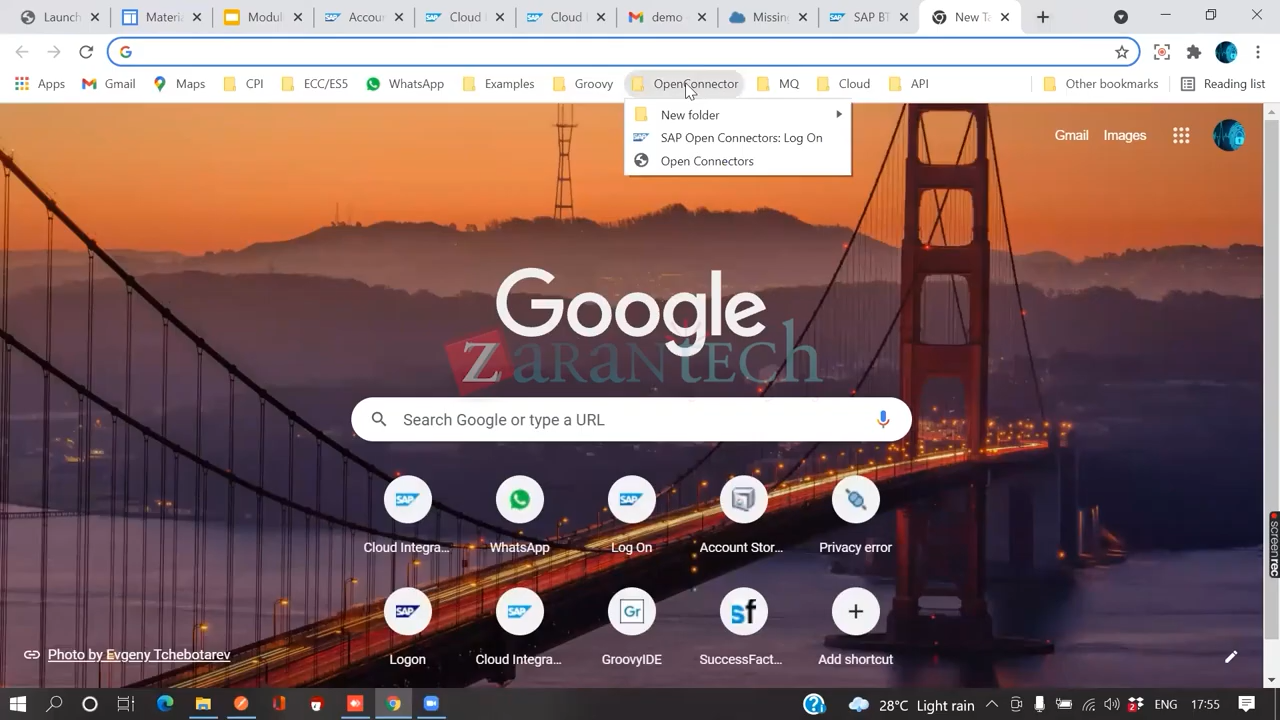 Launch
Materia
Modul
Accou
Cloud
Cloud
demo
Missing
SAP BT
New T
Apps
Gmail
Maps
CPI
ECC/ES5
WhatsApp
Examples
Groovy
OpenConnector
MQ
Cloud
API
Other bookmarks
Reading list
New folder
SAP Open Connectors: Log On
Open Connectors
Gmail
Images
Google
ZaranTech
Search Google or type a URL
Cloud Integra...
WhatsApp
Log On
Account Stor...
Privacy error
Logon
Cloud Integra...
GroovyIDE
SuccessFact...
Add shortcut
Photo by Evgeny Tchebotarev
screenrec
28°C Light rain
ENG
17:55